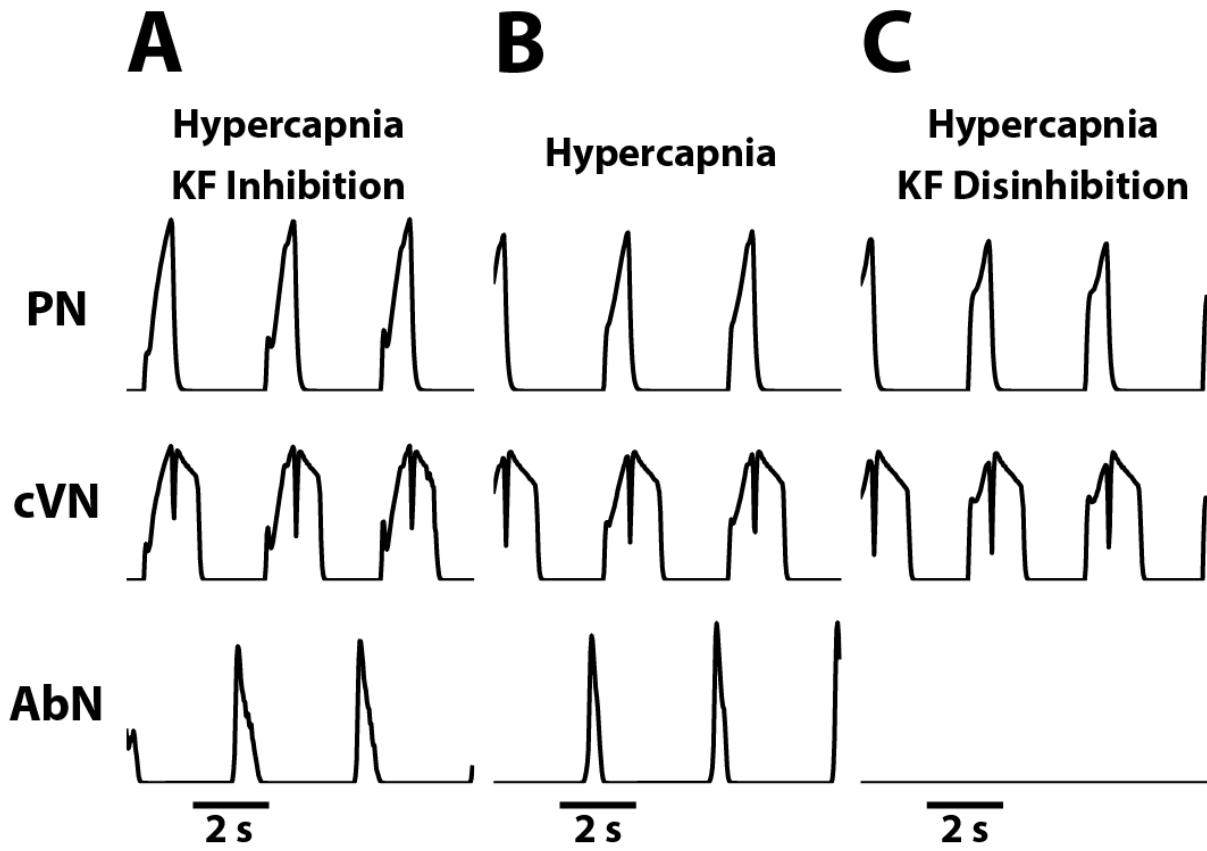 A
B
C
Hypercapnia
KF Inhibition
Hypercapnia
Hypercapnia
KF Disinhibition
PN
cVN
AbN
2 s
2 s
2 s